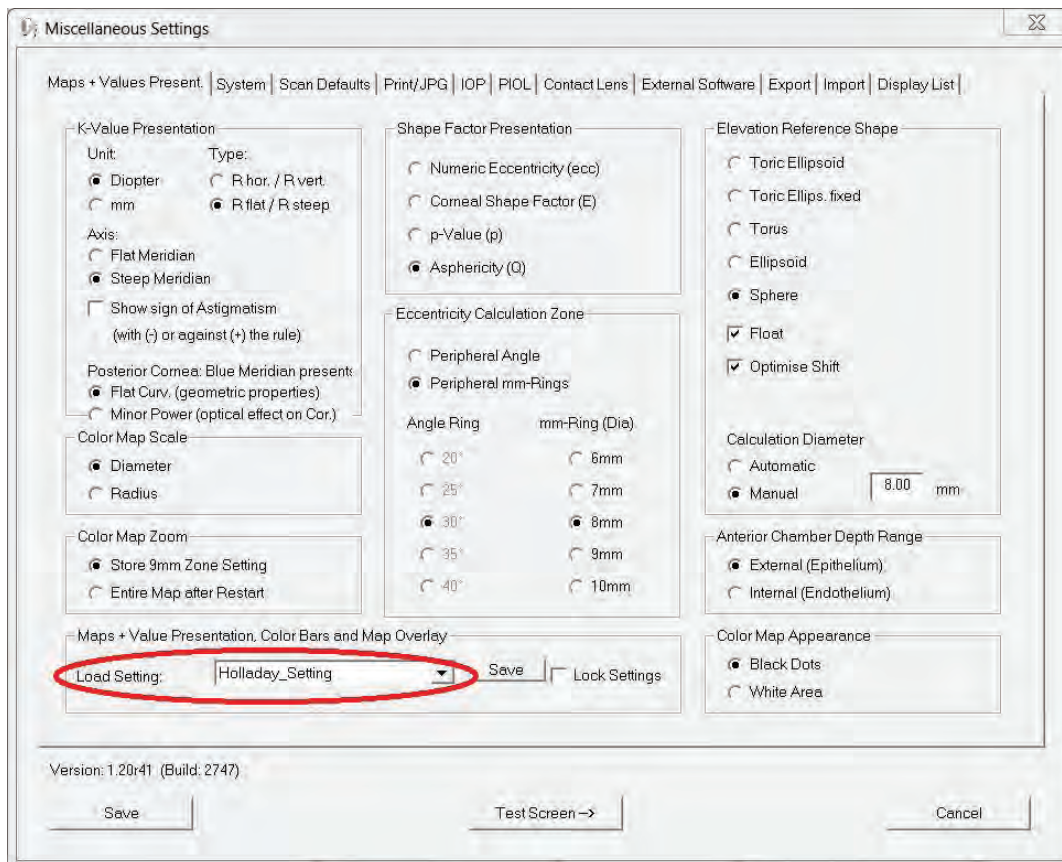 Miscellaneous Settings
Maps + Values Present. System Scan Defaults Print/JPG IOP PIOL Contact Lens External Software Export Import Display List
K-Value Presentation
Unit: Type:
Diopter R hor. / R vert.
mm R flat / R steep
Axis:
Flat Meridian
Steep Meridian
Show sign of Astigmatism
(with (-) or against (+) the rule)
Posterior Cornea: Blue Meridian presents
Flat Curv. (geometric properties)
Minor Power (optical effect on Cor.)
Color Map Scale
Diameter
Radius
Color Map Zoom
Store 9mm Zone Setting
Entire Map after Restart
Shape Factor Presentation
Numeric Eccentricity (ecc)
Corneal Shape Factor (E)
p-Value (p)
Asphericity (Q)
Eccentricity Calculation Zone
Peripheral Angle
Peripheral mm-Rings
Angle Ring mm-Ring (Dia)
20° 6mm
25° 7mm
30° 8mm
35° 9mm
40° 10mm
Elevation Reference Shape
Toric Ellipsoid
Toric Ellips. fixed
Torus
Ellipsoid
Sphere
Float
Optimise Shift
Calculation Diameter
Automatic
Manual 8.00 mm
Anterior Chamber Depth Range
External (Epithelium)
Internal (Endothelium)
Maps + Value Presentation, Color Bars and Map Overlay
Load Setting: Holladay_Setting Save Lock Settings
Color Map Appearance
Black Dots
White Area
Version: 1.20r41 (Build: 2747)
Save Test Screen --> Cancel